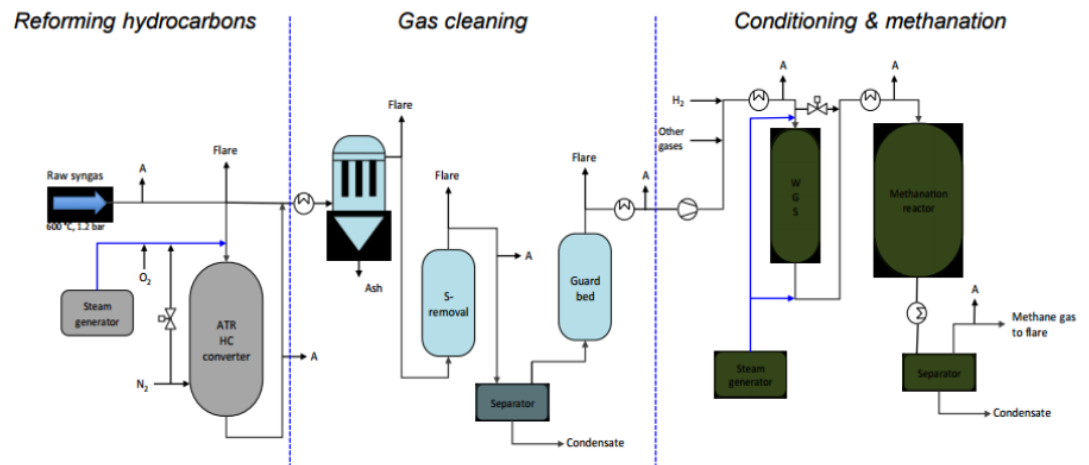 Reforming hydrocarbons
Gas cleaning
Conditioning & methanation
Raw syngas
600 °C, 1.2 bar
A
Flare
O2
Steam
generator
N2
ATR
HC
converter
A
Flare
Ash
Flare
S-
removal
A
Separator
Condensate
Flare
Guard
bed
A
H2
Other
gases
A
W
G
S
Steam
generator
A
Methanation
reactor
A
Methane gas
to flare
Separator
Condensate